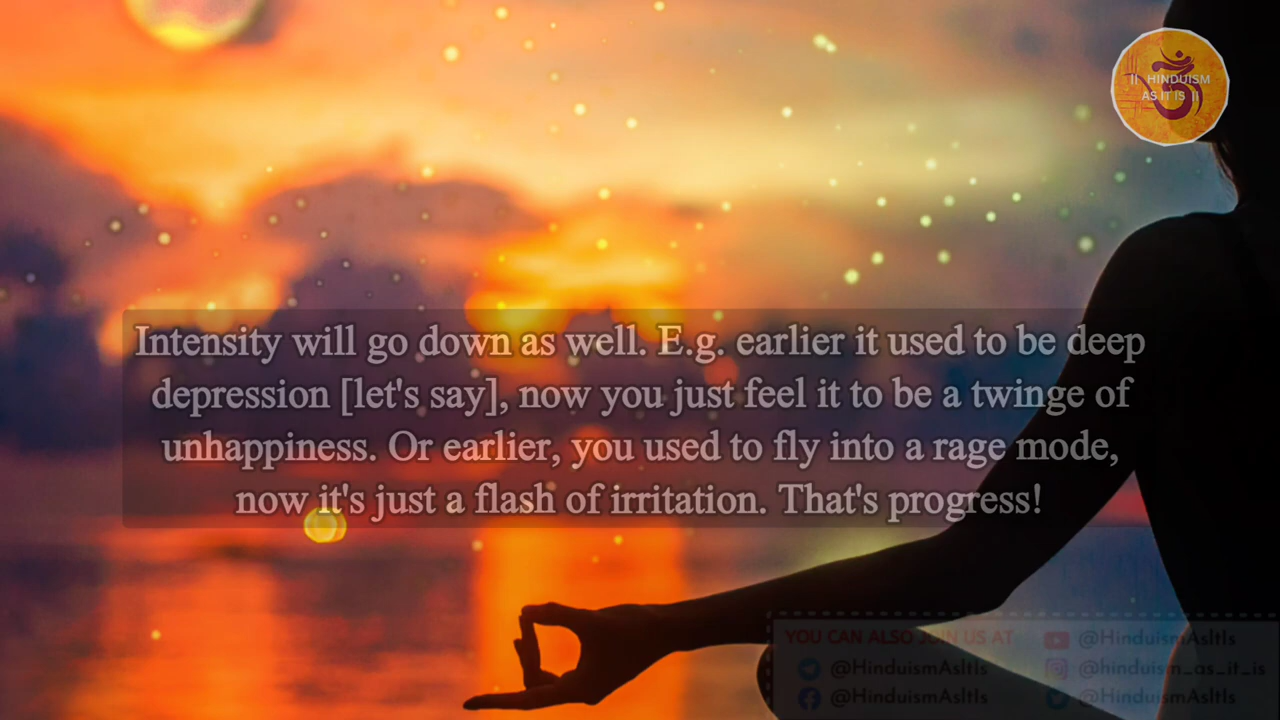 || HINDUISM
AS IT IS ||
Intensity will go down as well. E.g. earlier it used to be deep
depression [let's say], now you just feel it to be a twinge of
unhappiness. Or earlier, you used to fly into a rage mode,
now it's just a flash of irritation. That's progress!
YOU CAN ALSO JOIN US AT
@HinduismAsItIs
@HinduismAsItIs
@hinduism_as_it_is
@HinduismAsItIs
@HinduismAsItIs